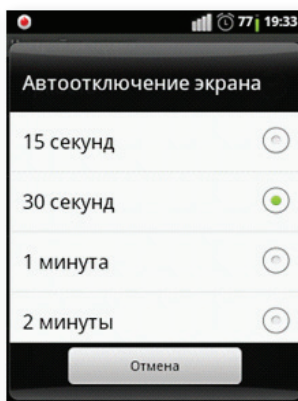 77 19:33
Автоотключение экрана
15 секунд
30 секунд
1 минута
2 минуты
Отмена